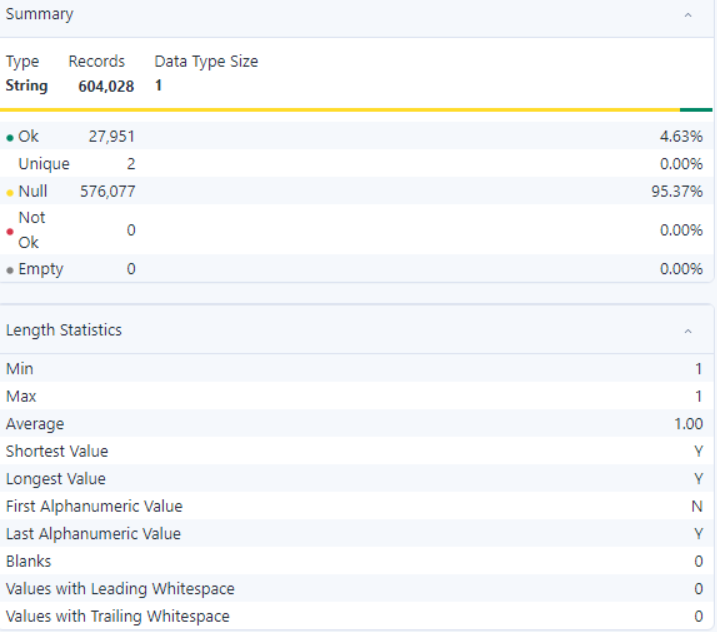 Summary
Type Records Data Type Size
String 604,028 1
Ok 27,951 4.63%
Unique 2 0.00%
Null 576,077 95.37%
Not
Ok 0 0.00%
Empty 0 0.00%
Length Statistics
Min 1
Max 1
Average 1.00
Shortest Value Y
Longest Value Y
First Alphanumeric Value N
Last Alphanumeric Value Y
Blanks 0
Values with Leading Whitespace 0
Values with Trailing Whitespace 0